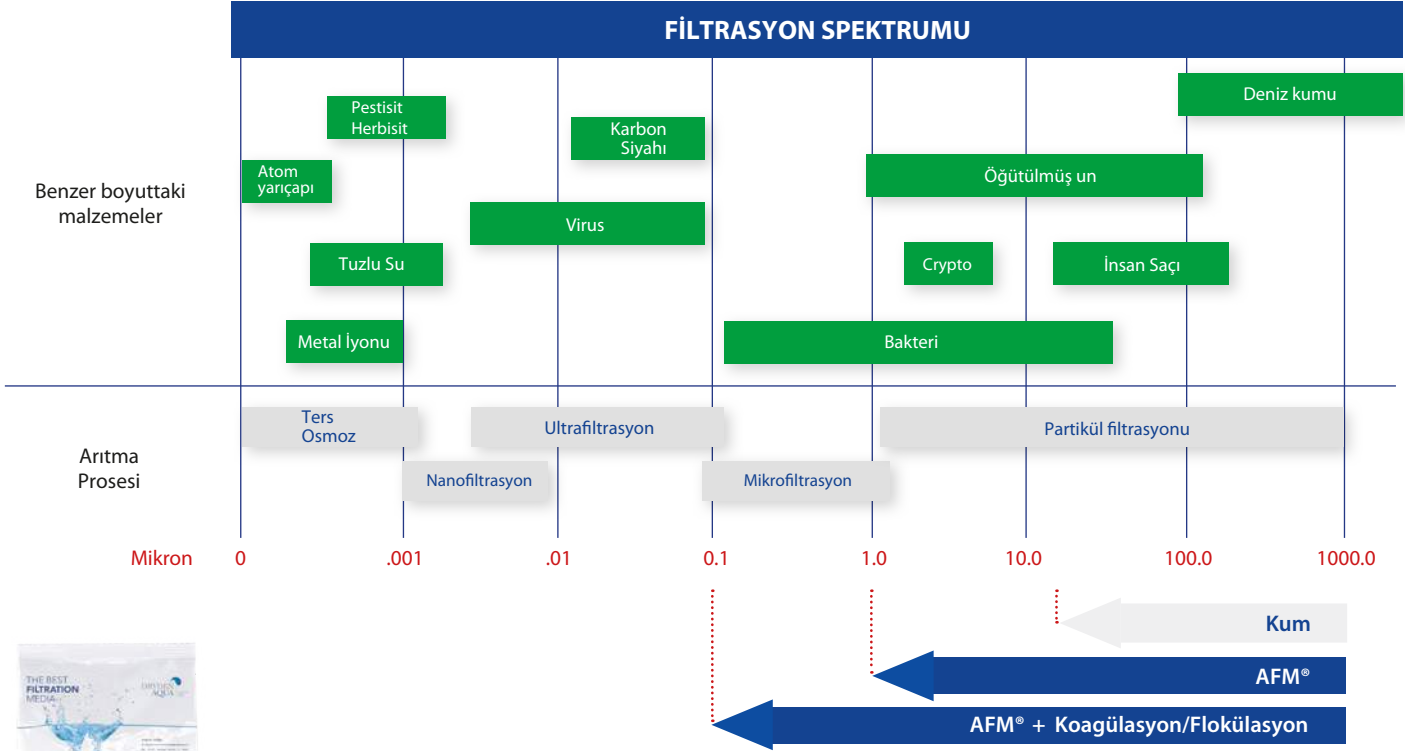 FİLTRASYON SPEKTRUMU
Benzer boyuttaki
malzemeler
Pestisit
Herbisit
Atom
yarıçapı
Tuzlu Su
Metal İyonu
Karbon
Siyahı
Virus
Deniz kumu
Öğütülmüş un
Crypto
İnsan Saçı
Bakteri
Arıtma
Prosesi
Ters
Osmoz
Ultrafiltrasyon
Partikül filtrasyonu
Nanofiltrasyon
Mikrofiltrasyon
Mikron 0 .001 .01 0.1 1.0 10.0 100.0 1000.0
Kum
AFM®
AFM® + Koagülasyon/Flokülasyon
THE BEST
FILTRATION
MEDIA
DRYDEN
AQUA